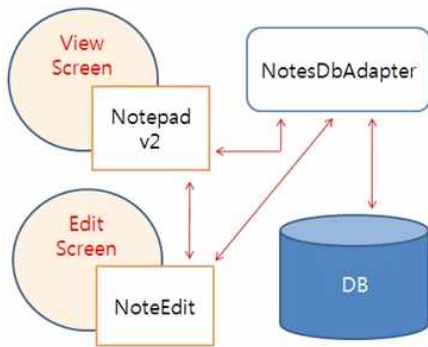 View
Screen
NotesDbAdapter
Notepad
v2
Edit
Screen
NoteEdit
DB